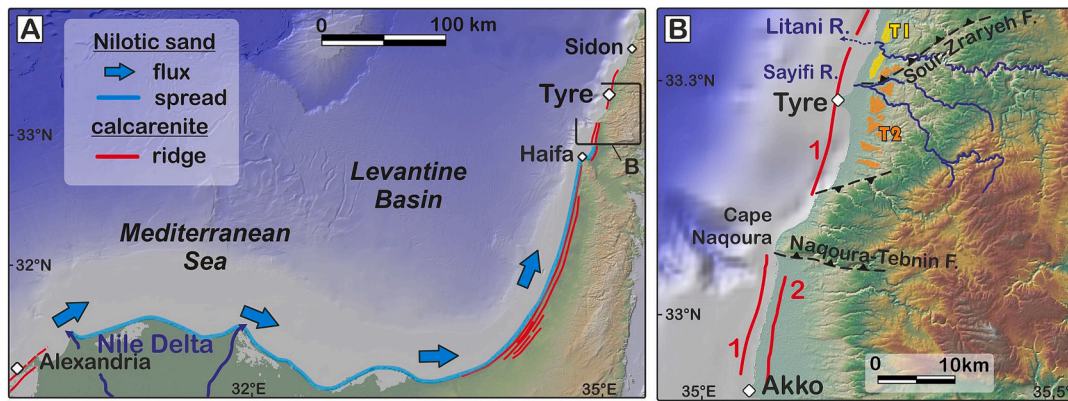 A
Nilotic sand
flux
spread
calcarenite
ridge
0 100 km
Sidon
Tyre
33°N
Haifa
B
Levantine
Basin
Mediterranean
Sea
32°N
Nile Delta
Alexandria
32°E
35°E
B
Litani R.
T1
Sour-Zraryeh F.
33.3°N
Sayifi R.
Tyre
T2
1
Cape
Naqoura
Naqoura-Tebnin F.
2
33°N
1
0 10km
35°E
Akko
35,5°